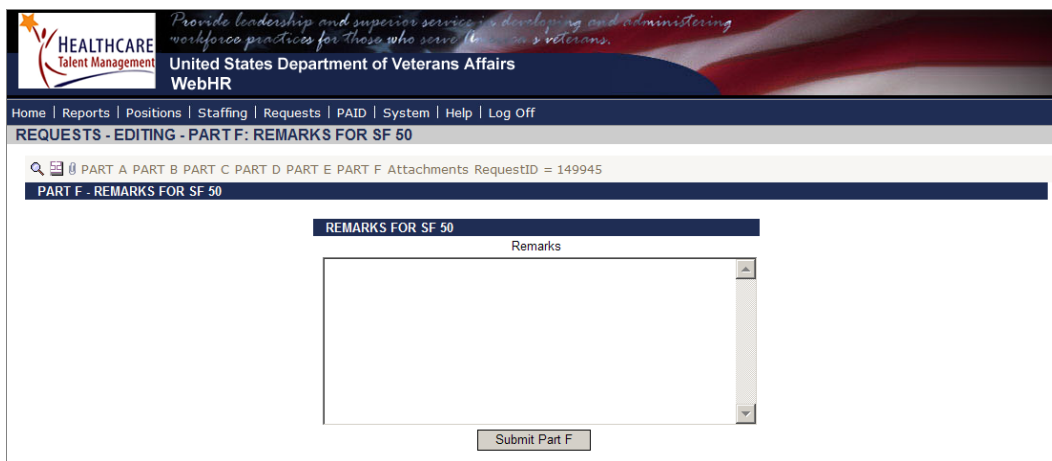 Provide leadership and superior service in developing and administering
workforce practices for those who serve America's veterans.
HEALTHCARE
Talent Management
United States Department of Veterans Affairs
WebHR
Home | Reports | Positions | Staffing | Requests | PAID | System | Help | Log Off
REQUESTS - EDITING - PART F: REMARKS FOR SF 50
PART A PART B PART C PART D PART E PART F Attachments RequestID = 149945
PART F - REMARKS FOR SF 50
REMARKS FOR SF 50
Remarks
Submit Part F